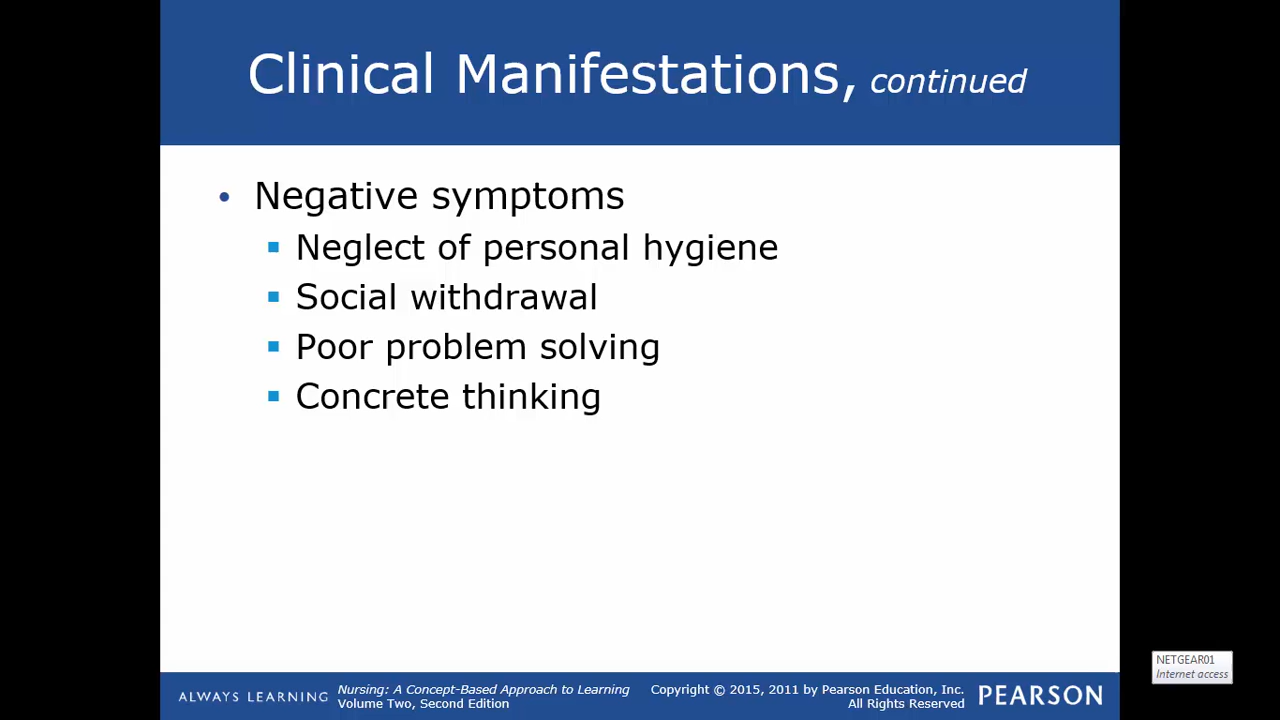 Clinical Manifestations, continued
• Negative symptoms
▪ Neglect of personal hygiene
▪ Social withdrawal
▪ Poor problem solving
▪ Concrete thinking
NETGEAR01
Internet access
ALWAYS LEARNING
Nursing: A Concept-Based Approach to Learning
Volume Two, Second Edition
Copyright © 2015, 2011 by Pearson Education, Inc.
All Rights Reserved
PEARSON